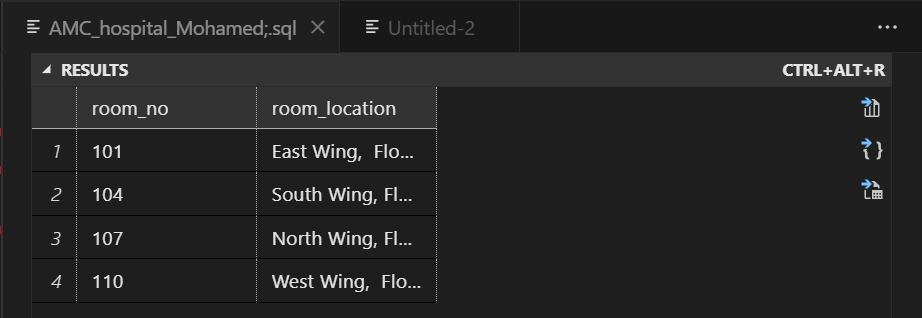 AMC_hospital_Mohamed;.sql Untitled-2
RESULTS CTRL+ALT+R
room_no room_location
1 101 East Wing,  Flo...
2 104 South Wing, Fl...
3 107 North Wing, Fl...
4 110 West Wing,  Flo...